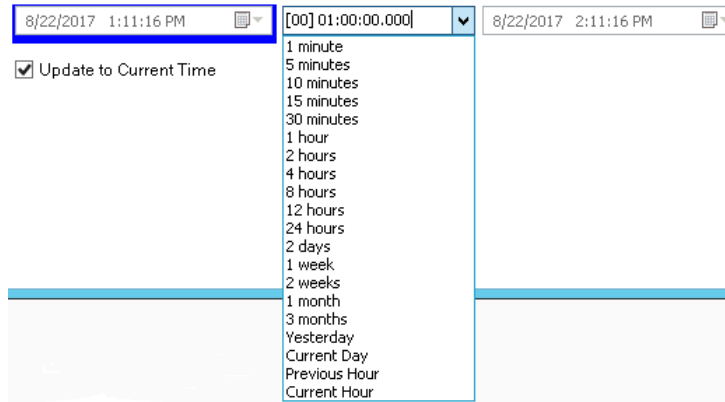 8/22/2017 1:11:16 PM
[00] 01:00:00.000
8/22/2017 2:11:16 PM
Update to Current Time
1 minute
5 minutes
10 minutes
15 minutes
30 minutes
1 hour
2 hours
4 hours
8 hours
12 hours
24 hours
2 days
1 week
2 weeks
1 month
3 months
Yesterday
Current Day
Previous Hour
Current Hour